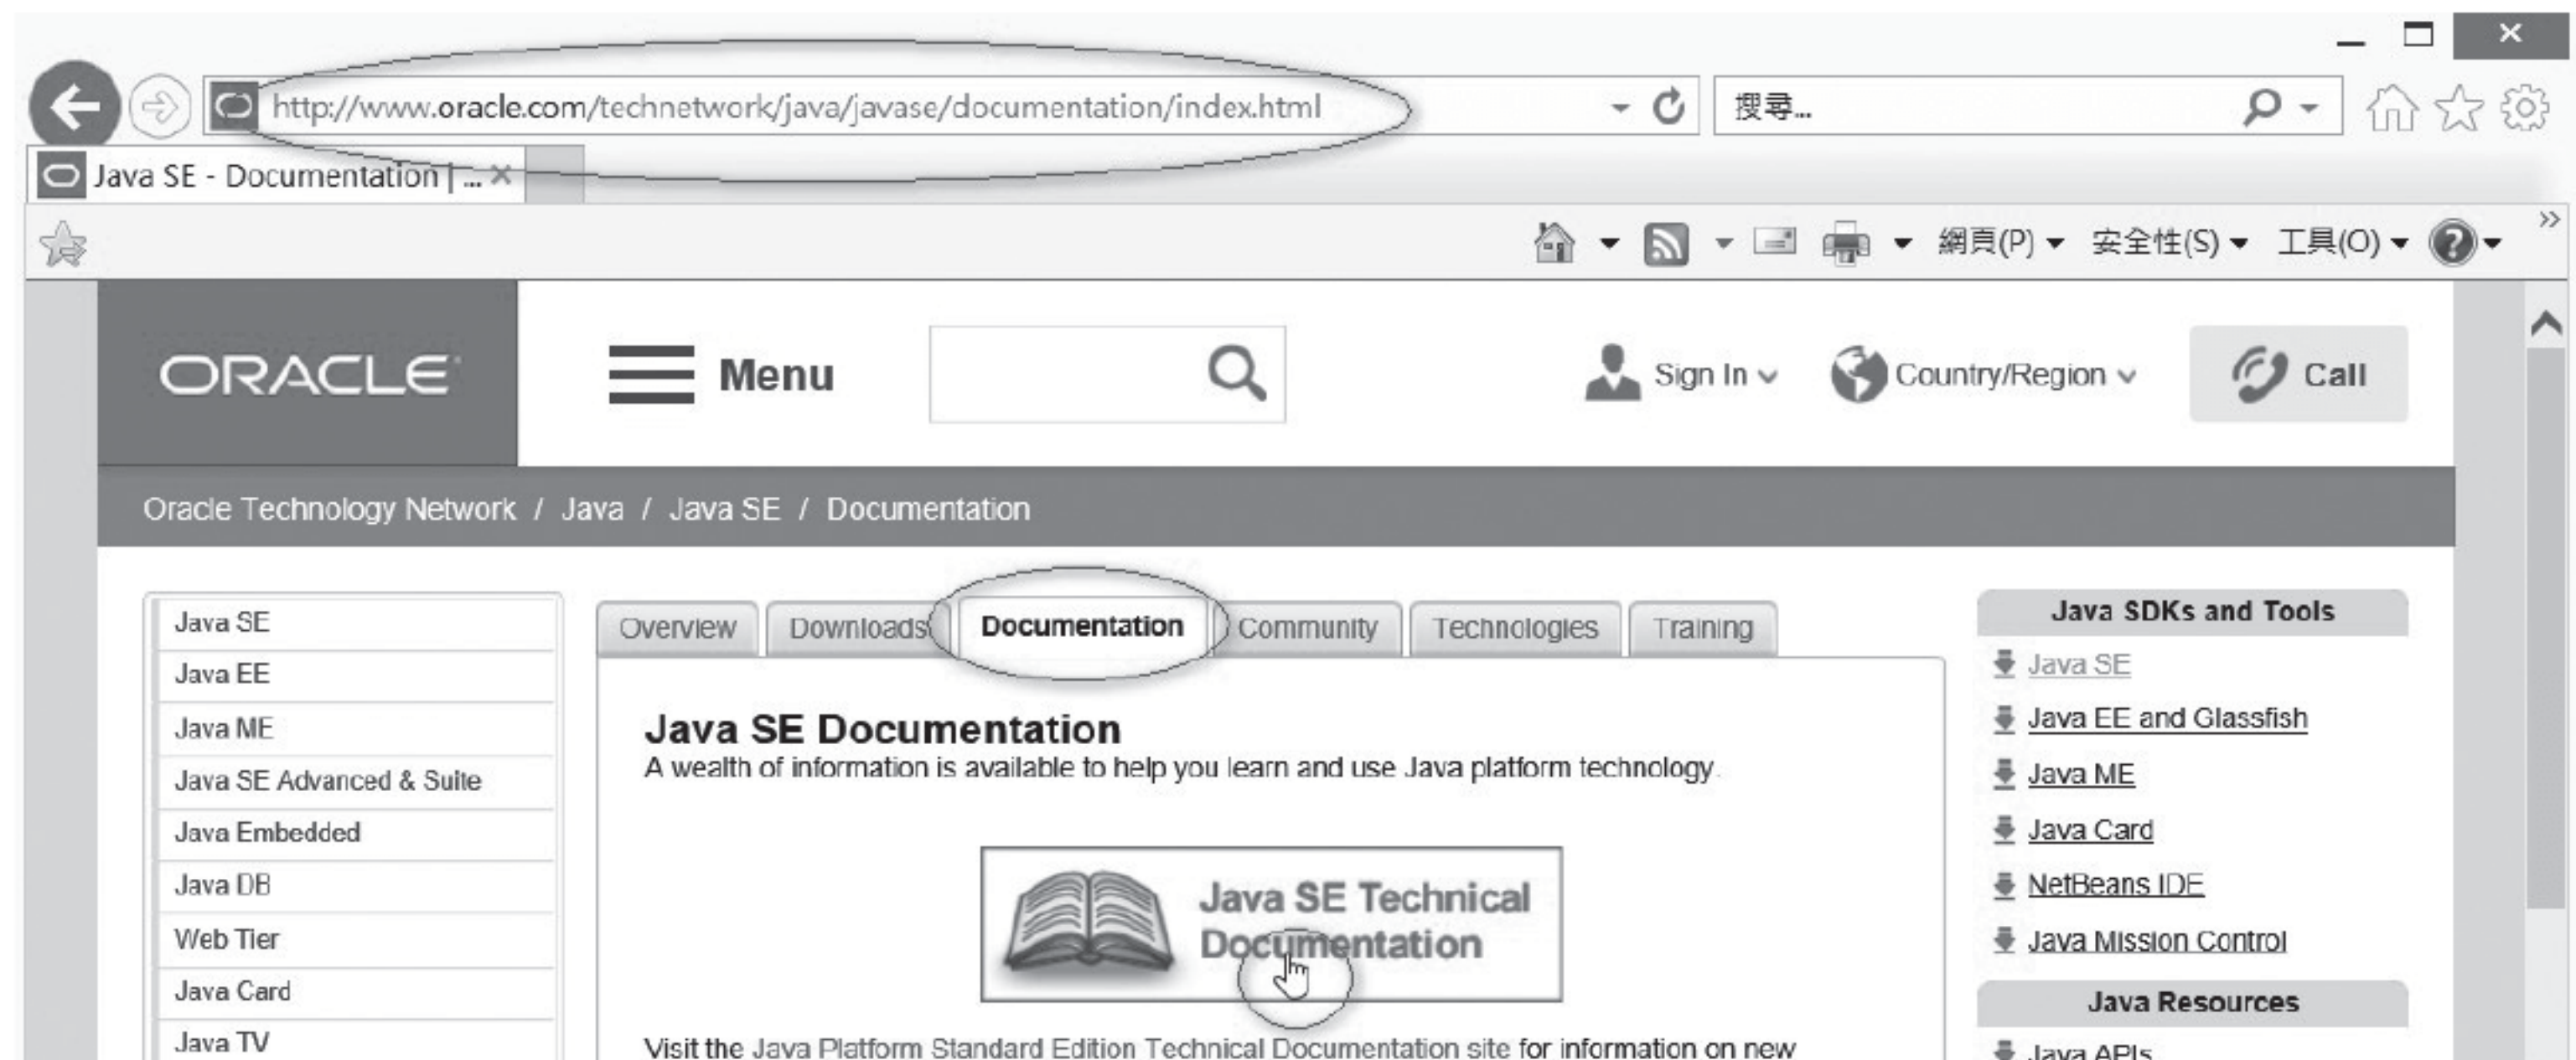 http://www.oracle.com/technetwork/java/javase/documentation/index.html
搜尋...
Java SE - Documentation | ...
網頁(P) 安全性(S) 工具(O)
ORACLE
Menu
Sign In
Country/Region
Call
Oracle Technology Network / Java / Java SE / Documentation
Java SE
Java EE
Java ME
Java SE Advanced & Suite
Java Embedded
Java DB
Web Tier
Java Card
Java TV
Overview Downloads Documentation Community Technologies Training
Java SE Documentation
A wealth of information is available to help you learn and use Java platform technology.
Java SE Technical
Documentation
Visit the Java Platform Standard Edition Technical Documentation site for information on new
Java SDKs and Tools
Java SE
Java EE and Glassfish
Java ME
Java Card
NetBeans IDE
Java Mission Control
Java Resources
Java APIs